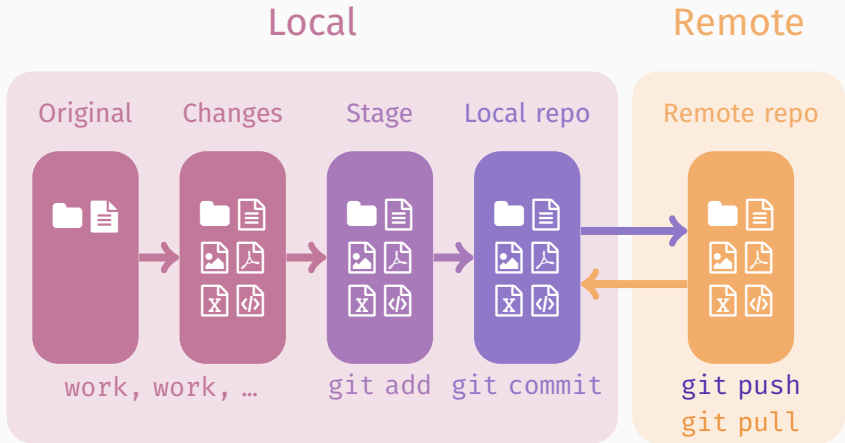 Local
Remote
Original
Changes
Stage
Local repo
Remote repo
X
</>
X
</>
X
</>
X
</>
work, work, …
git add
git commit
git push
git pull